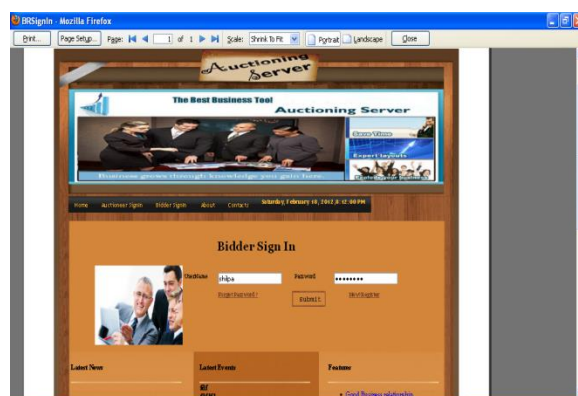 BRSignIn - Mozilla Firefox
Print... Page Setup... Page: 1 of 1 Scale: Shrink To Fit Portrait Landscape Close
Auctioning
Server
The Best Business Tool
Auctioning Server
Save Time
Expert layouts
Business grows through knowledge you gain here.
Home Auctioneer SignIn Bidder SignIn About Contacts Saturday, February 18, 2012, 8:12:00 PM
Bidder Sign In
UserName shilpa Password ••••••••
Forgot Password ? Submit New Register
Latest News Latest Events Features
Good Business relationship